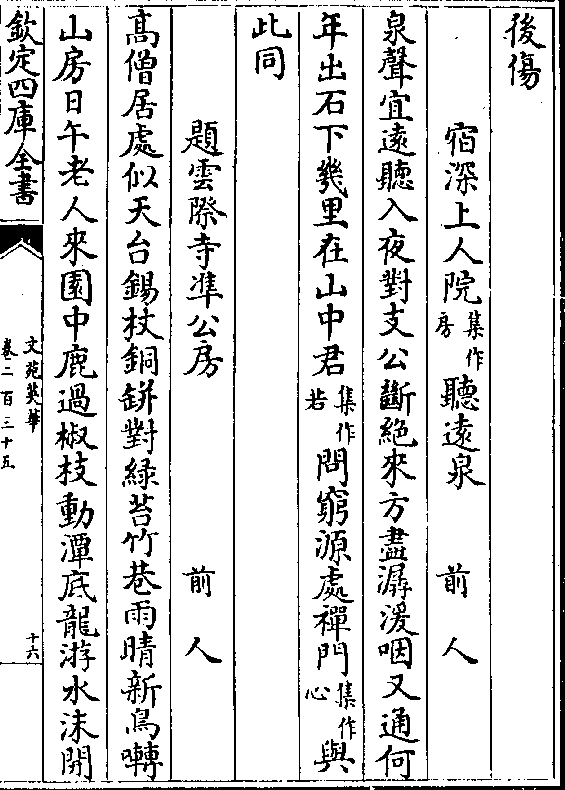 後傷
宿深上人院集作房聽遠泉 前人
泉聲宜遠聽入夜對支公斷絕來方盡潺湲咽又通何
年出石下幾里在山中君集作若問窮源處禪門集作心與
此同
題雲際寺準公房 前人
高僧居處似天台錫杖銅缾對緑苔竹巷雨晴新鳥囀
山房日午老人來園中鹿過椒枝動潭底龍游水沫開
欽定四庫全書 文苑英華 卷二百三十五 十六